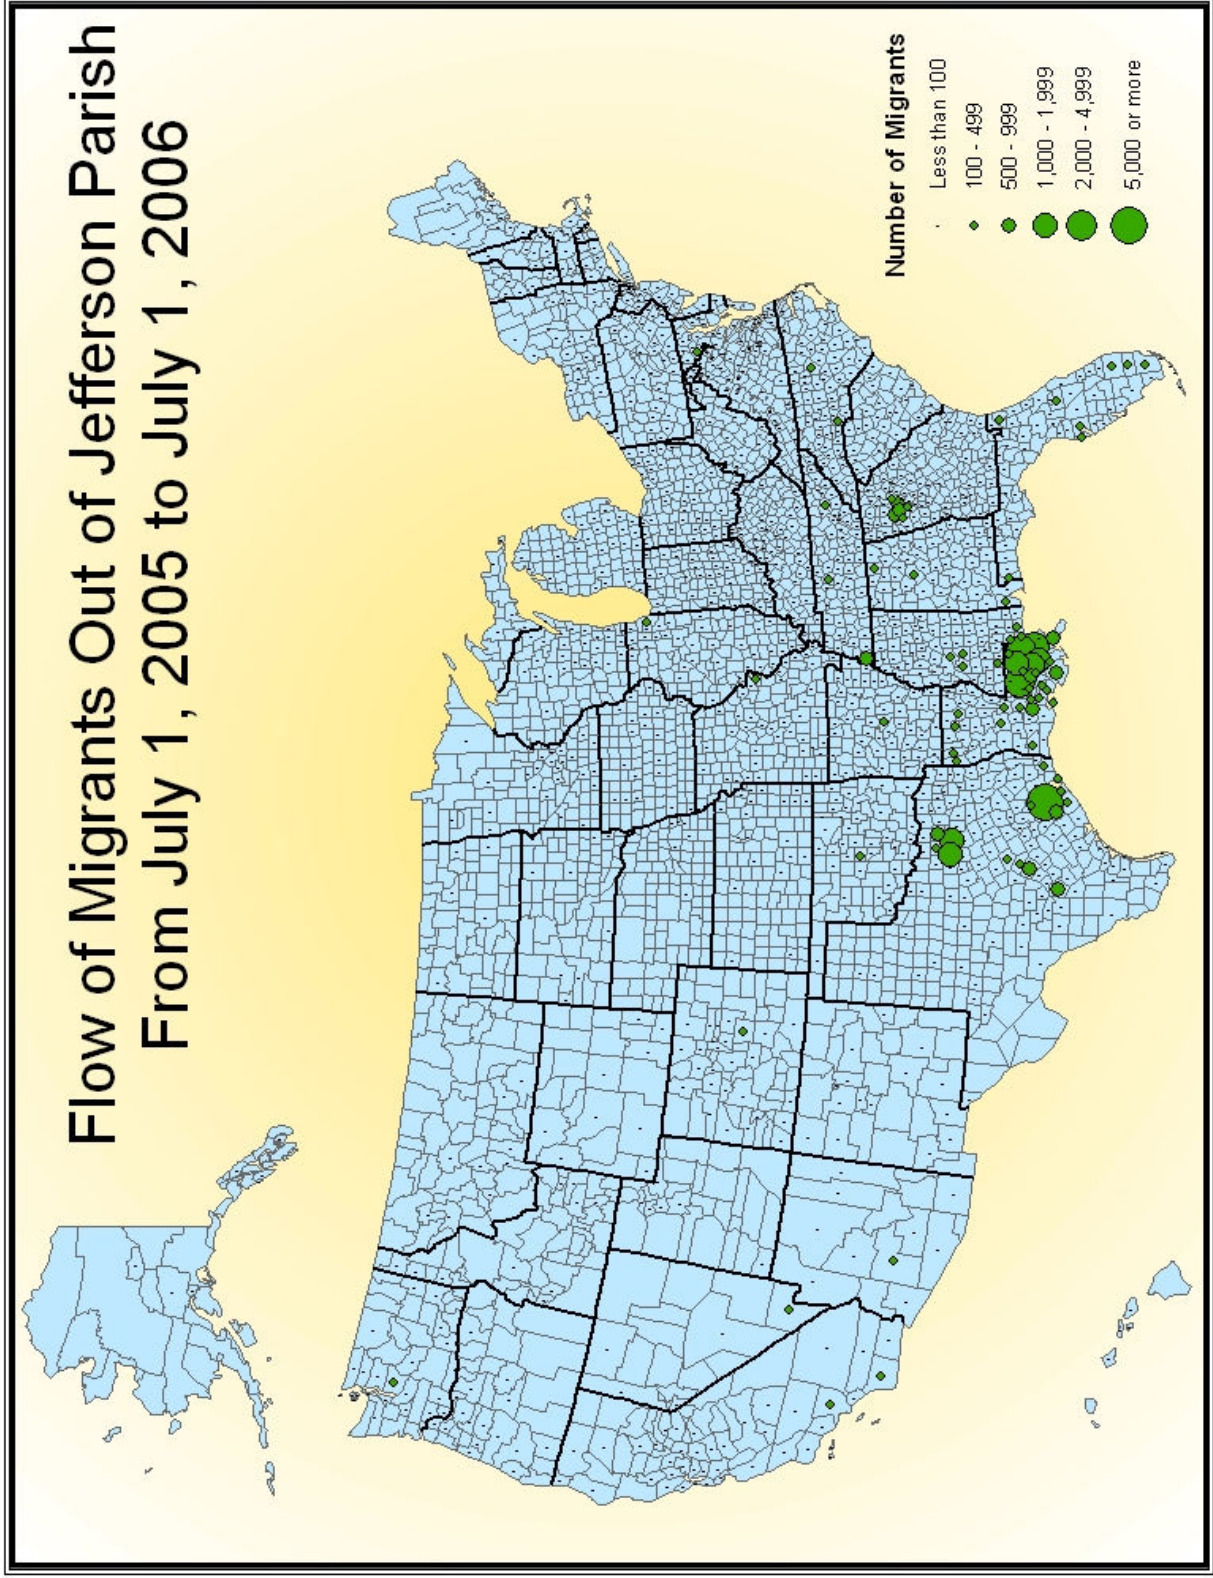 Flow of Migrants Out of Jefferson Parish
From July 1, 2005 to July 1, 2006
Number of Migrants
Less than 100
100 - 499
500 - 999
1,000 - 1,999
2,000 - 4,999
5,000 or more